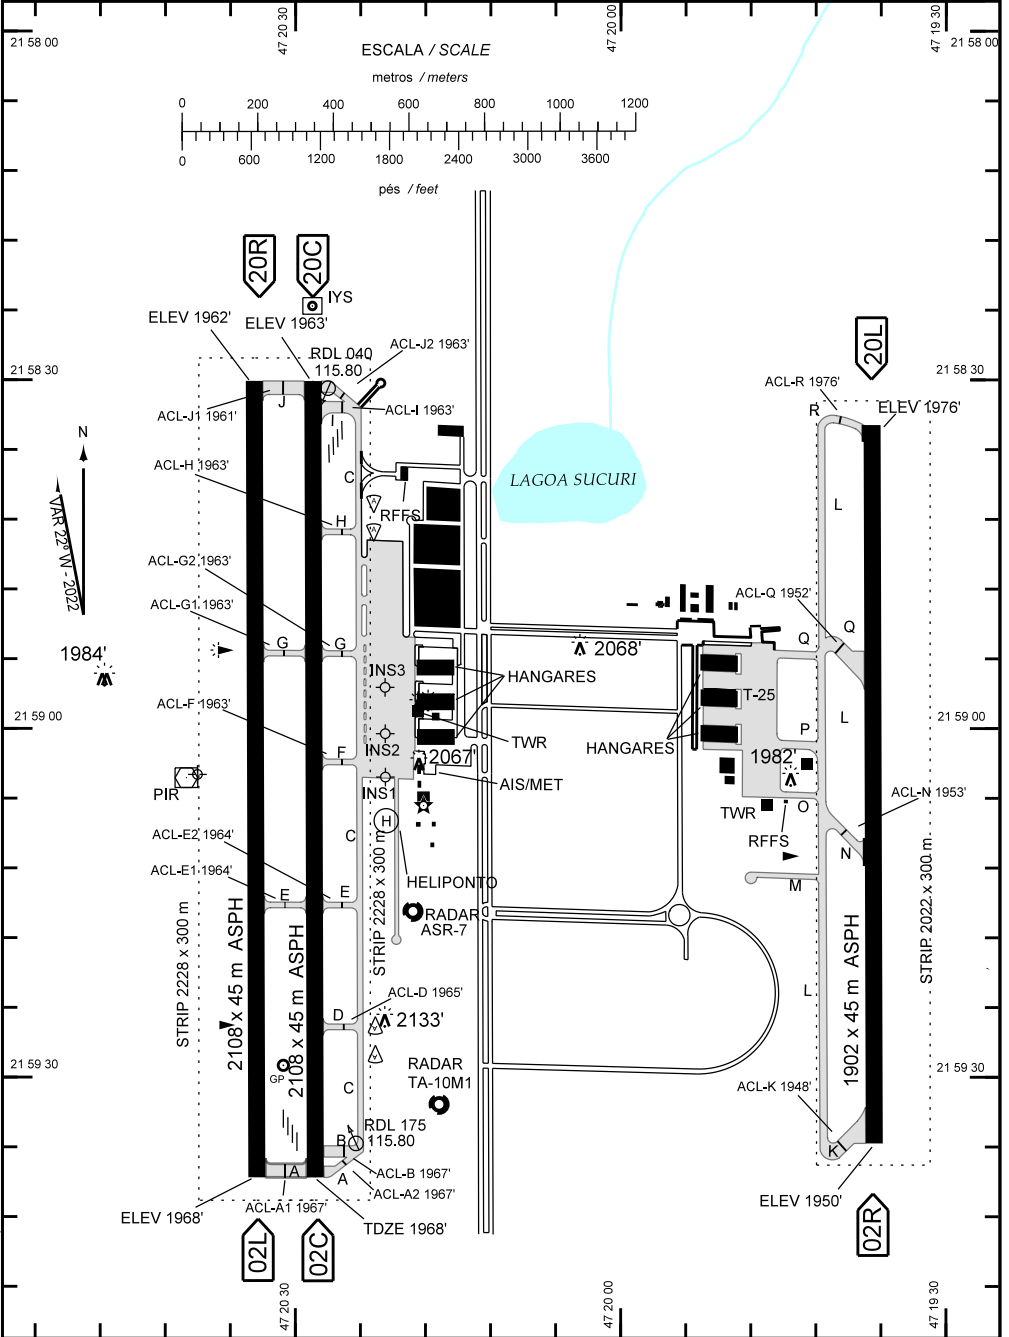 47 20 30
47 20 00
47 19 30
21 58 00
21 58 00
ESCALA / SCALE
metros / meters
0 200 400 600 800 1000 1200
0 600 1200 1800 2400 3000 3600
pés / feet
20R
20C
IYS
ELEV 1962'
ELEV 1963'
RDL 040
115.80
ACL-J2 1963'
20L
21 58 30
21 58 30
ACL-R 1976'
R
ELEV 1976'
ACL-J1 1961'
J
ACL-I 1963'
N
VAR 22° W - 2022
ACL-H 1963'
C
H
A
A
RFFS
LAGOA SUCURI
L
ACL-G2 1963'
ACL-G1 1963'
G
G
ACL-Q 1952'
Q
Q
1984'
2068'
INS3
HANGARES
T-25
ACL-F 1963'
F
INS2
TWR
HANGARES
L
P
21 59 00
21 59 00
2067'
1982'
PIR
INS1
AIS/MET
ACL-N 1953'
TWR
O
RFFS
N
ACL-E2 1964'
ACL-E1 1964'
C
H
HELIPONTO
M
E
E
RADAR
ASR-7
STRIP 2228 x 300 m
2108 x 45 m ASPH
2108 x 45 m ASPH
STRIP 2228 x 300 m
1902 x 45 m ASPH
STRIP 2022 x 300 m
L
ACL-D 1965'
D
2133'
A
A
GP
C
RADAR
TA-10M1
21 59 30
21 59 30
ACL-K 1948'
RDL 175
115.80
B
K
A
A
ACL-B 1967'
ACL-A2 1967'
ACL-A1 1967'
ELEV 1968'
TDZE 1968'
ELEV 1950'
02L
02C
02R
47 20 30
47 20 00
47 19 30